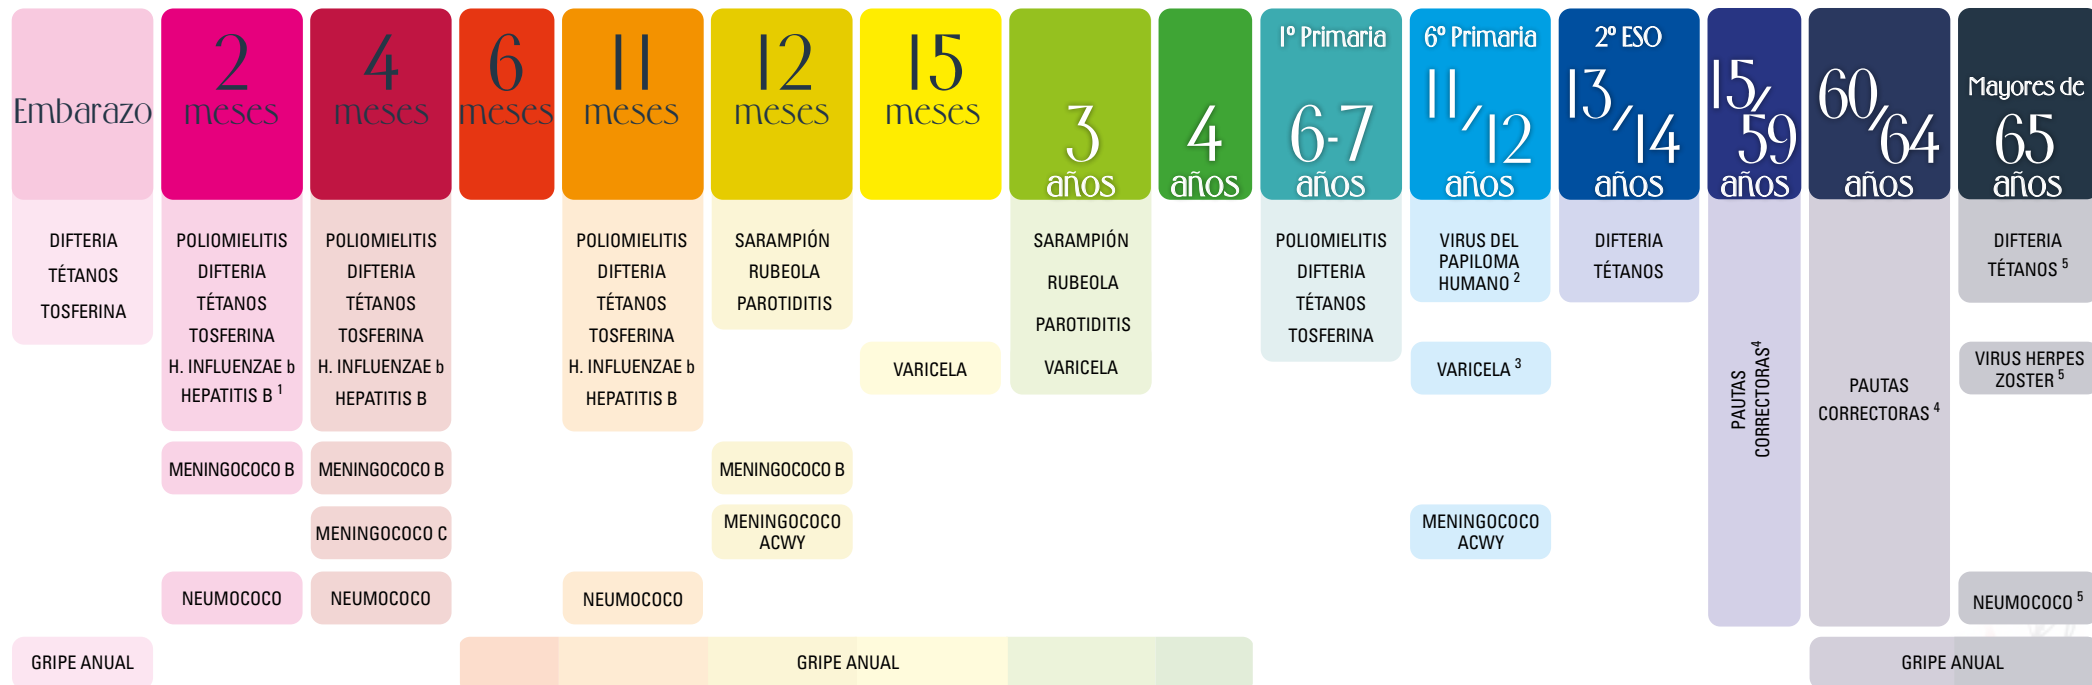 Embarazo
2
meses
4
meses
6
meses
11
meses
12
meses
15
meses
3
años
4
años
1º Primaria
6-7
años
6º Primaria
11/12
años
2º ESO
13/14
años
15/59
años
60/64
años
Mayores de
65
años
DIFTERIA
TÉTANOS
TOSFERINA
GRIPE ANUAL
POLIOMIELITIS
DIFTERIA
TÉTANOS
TOSFERINA
H. INFLUENZAE b
HEPATITIS B 1
MENINGOCOCO B
NEUMOCOCO
POLIOMIELITIS
DIFTERIA
TÉTANOS
TOSFERINA
H. INFLUENZAE b
HEPATITIS B
MENINGOCOCO B
MENINGOCOCO C
NEUMOCOCO
POLIOMIELITIS
DIFTERIA
TÉTANOS
TOSFERINA
H. INFLUENZAE b
HEPATITIS B
NEUMOCOCO
SARAMPIÓN
RUBEOLA
PAROTIDITIS
MENINGOCOCO B
MENINGOCOCO
ACWY
VARICELA
SARAMPIÓN
RUBEOLA
PAROTIDITIS
VARICELA
GRIPE ANUAL
POLIOMIELITIS
DIFTERIA
TÉTANOS
TOSFERINA
VIRUS DEL
PAPILOMA
HUMANO 2
VARICELA 3
MENINGOCOCO
ACWY
DIFTERIA
TÉTANOS
PAUTAS
CORRECTORAS4
PAUTAS
CORRECTORAS 4
DIFTERIA
TÉTANOS 5
VIRUS HERPES
ZOSTER 5
NEUMOCOCO 5
GRIPE ANUAL